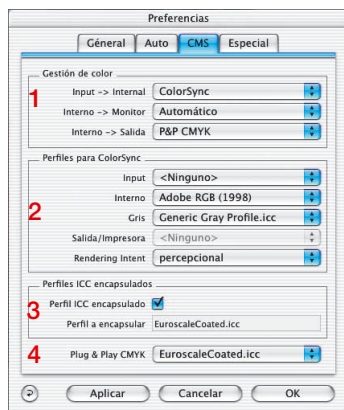 Preferencias
Géneral Auto CMS Especial
Gestión de color
1
Input -> Internal ColorSync
Interno -> Monitor Automático
Interno -> Salida P&P CMYK
Perfiles para ColorSync
Input <Ninguno>
Interno Adobe RGB (1998)
2
Gris Generic Gray Profile.icc
Salida/Impresora <Ninguno>
Rendering Intent percepcional
Perfiles ICC encapsulados
3
Perfil ICC encapsulado
Perfil a encapsular EuroscaleCoated.icc
4 Plug & Play CMYK EuroscaleCoated.icc
Aplicar Cancelar OK